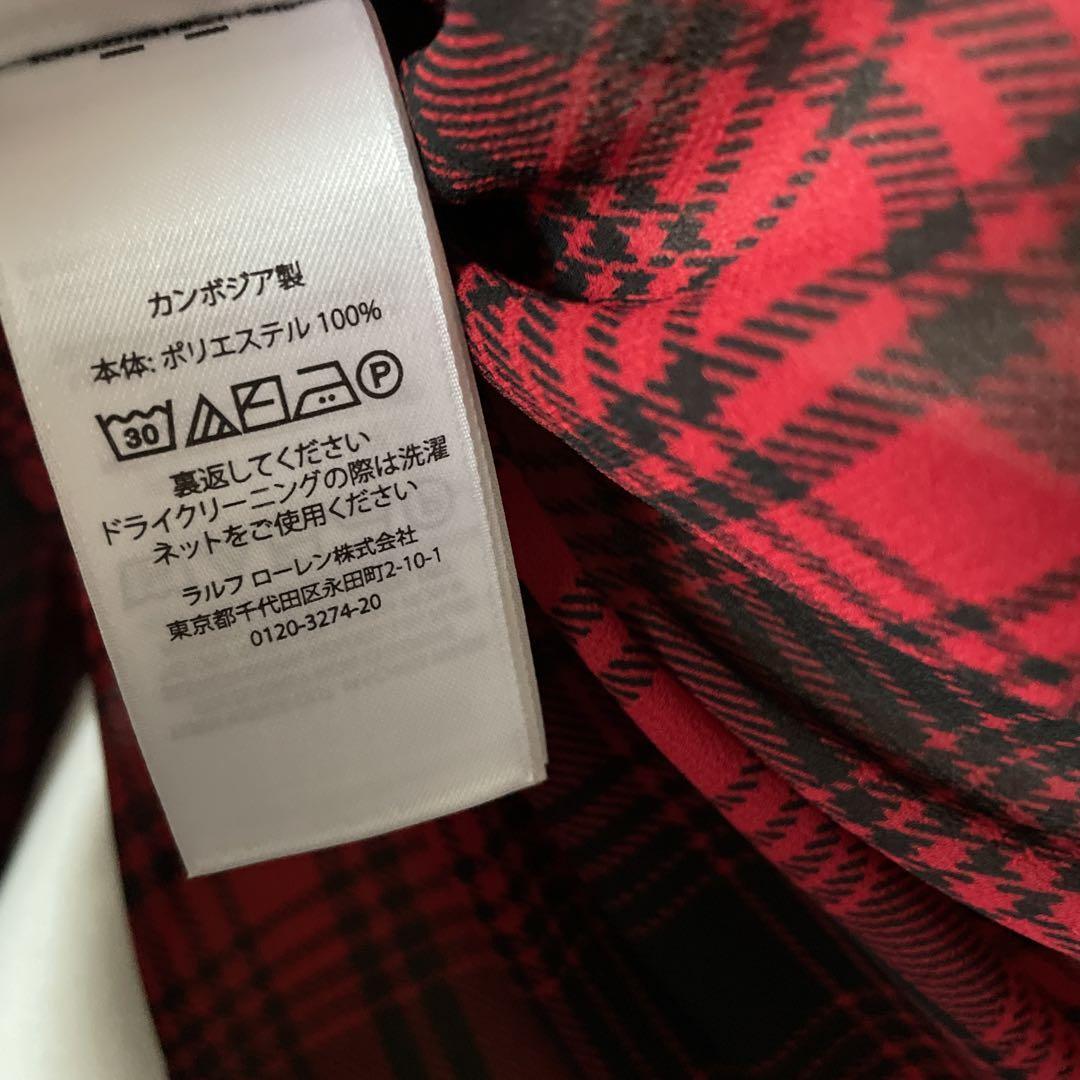 カンボジア製
本体: ポリエステル 100%
30 P
裏返してください
ドライクリーニングの際は洗濯
ネットをご使用ください
ラルフ ローレン株式会社
東京都千代田区永田町2-10-1
0120-3274-20